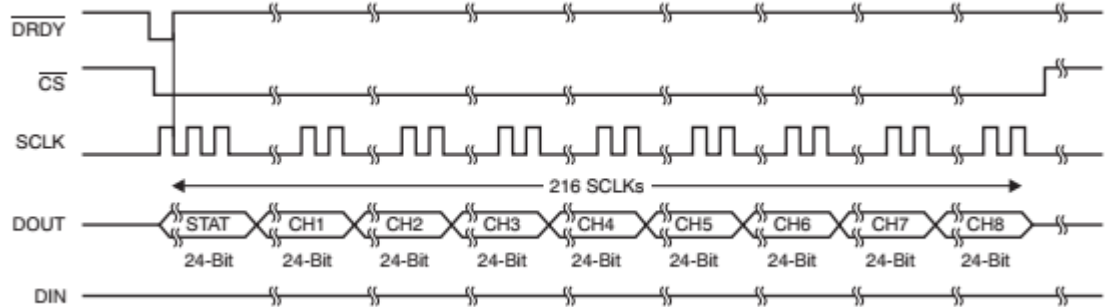 DRDY
CS
SCLK
216 SCLKs
DOUT STAT CH1 CH2 CH3 CH4 CH5 CH6 CH7 CH8
24-Bit 24-Bit 24-Bit 24-Bit 24-Bit 24-Bit 24-Bit 24-Bit 24-Bit
DIN